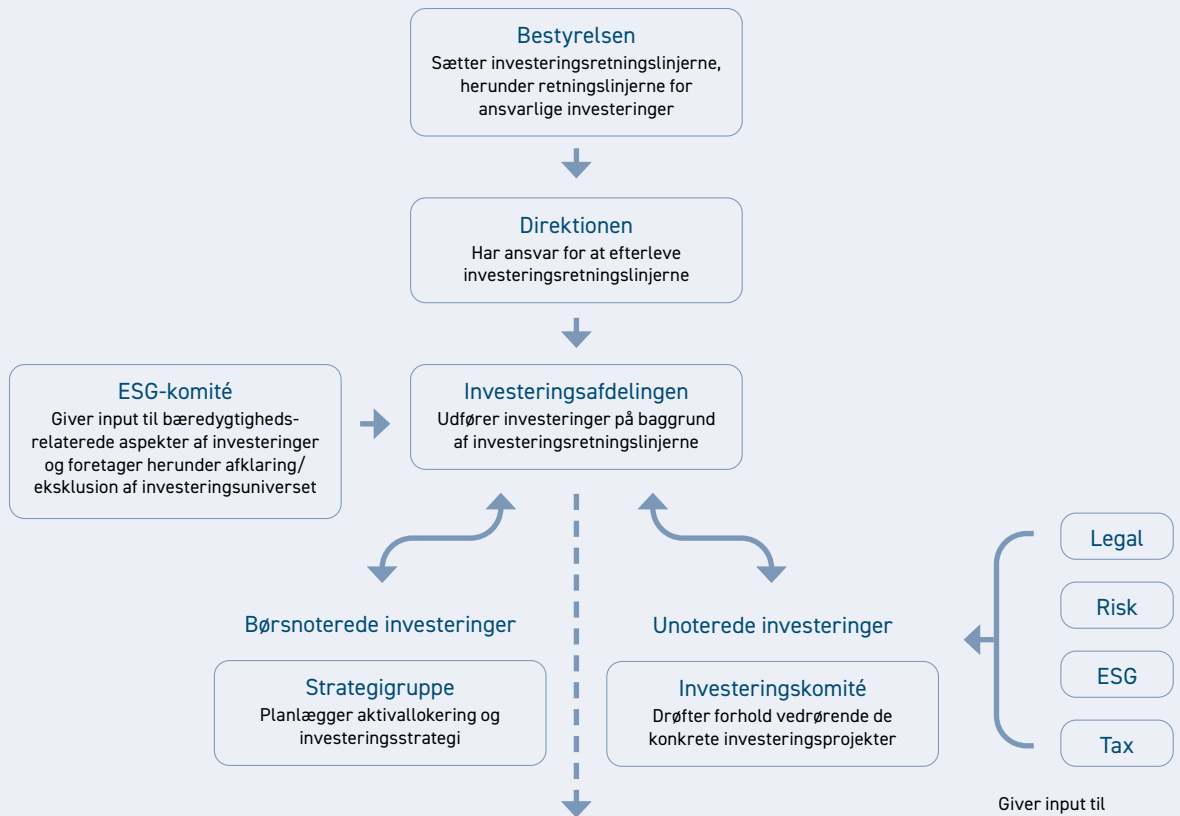 Bestyrelsen
Sætter investeringsretningslinjerne,
herunder retningslinjerne for
ansvarlige investeringer
Direktionen
Har ansvar for at efterleve
investeringsretningslinjerne
ESG-komité
Giver input til bæredygtigheds-
relaterede aspekter af investeringer
og foretager herunder afklaring/
eksklusion af investeringsuniverset
Investeringsafdelingen
Udfører investeringer på baggrund
af investeringsretningslinjerne
Børsnoterede investeringer
Strategigruppe
Planlægger aktivallokering og
investeringsstrategi
Unoterede investeringer
Investeringskomité
Drøfter forhold vedrørende de
konkrete investeringsprojekter
Legal
Risk
ESG
Tax
Giver input til